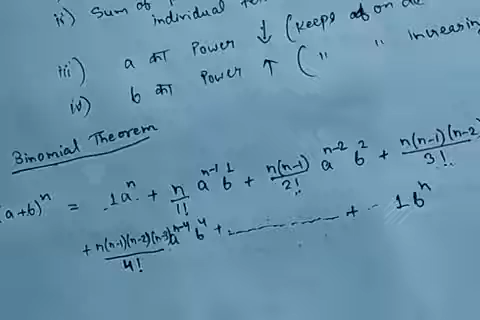 ii) Sum of
individual
iii) a का Power ↓ (Keeps on de
iv) b का Power ↑ ( " " increasing
Binomial Theorem
(a+b)ⁿ = 1aⁿ + n/1! aⁿ⁻¹ b¹ + n(n-1)/2! aⁿ⁻² b² + n(n-1)(n-2)/3!
+ n(n-1)(n-2)(n-3)/4! aⁿ⁻⁴ b⁴ + ------------ + - 1bⁿ